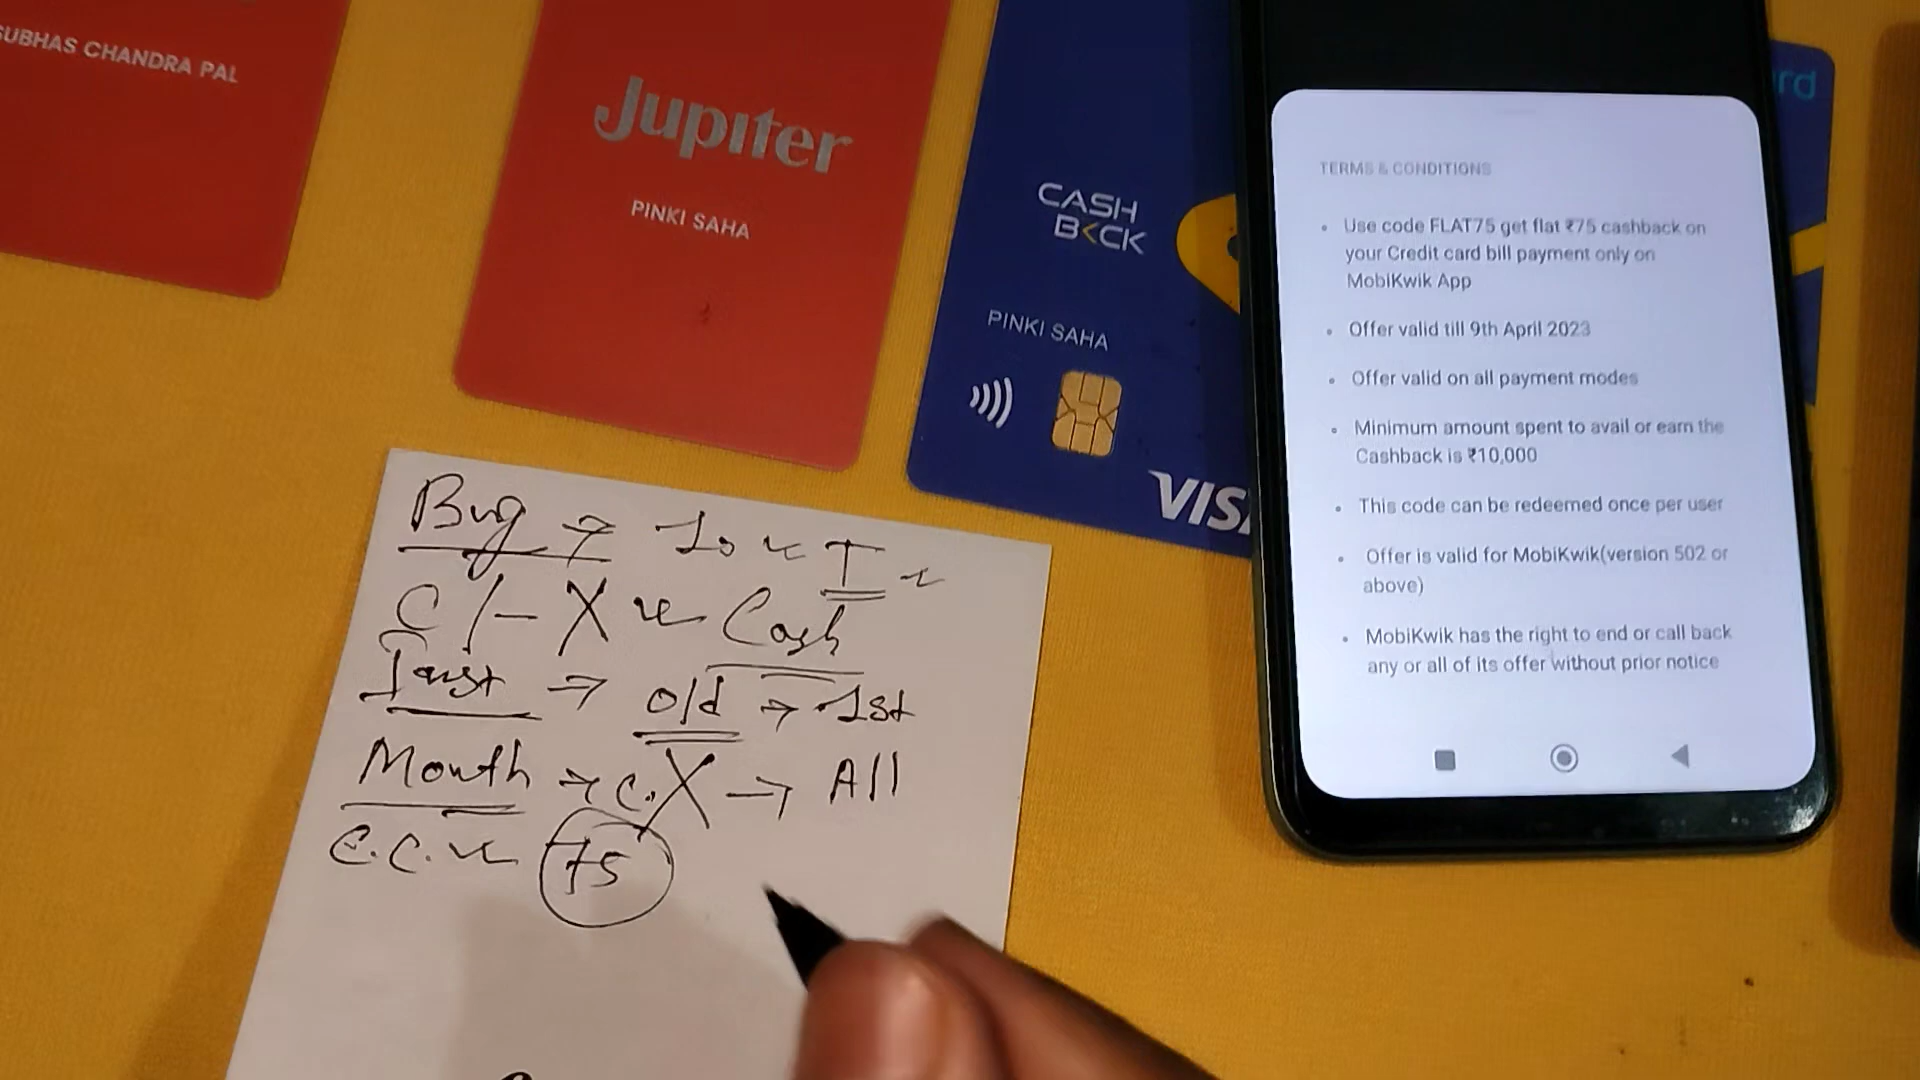 SUBHAS CHANDRA PAL
Jupiter
PINKI SAHA
CASH
BACK
PINKI SAHA
VISA
rd
TERMS & CONDITIONS
• Use code FLAT75 get flat ₹75 cashback on
your Credit card bill payment only on
MobiKwik App
• Offer valid till 9th April 2023
• Offer valid on all payment modes
• Minimum amount spent to avail or earn the
Cashback is ₹10,000
• This code can be redeemed once per user
• Offer is valid for MobiKwik(version 502 or
above)
• MobiKwik has the right to end or call back
any or all of its offer without prior notice
Bug →
C/- X Cash
→ Old → 1st
Month → C. X → All
C.C. 75